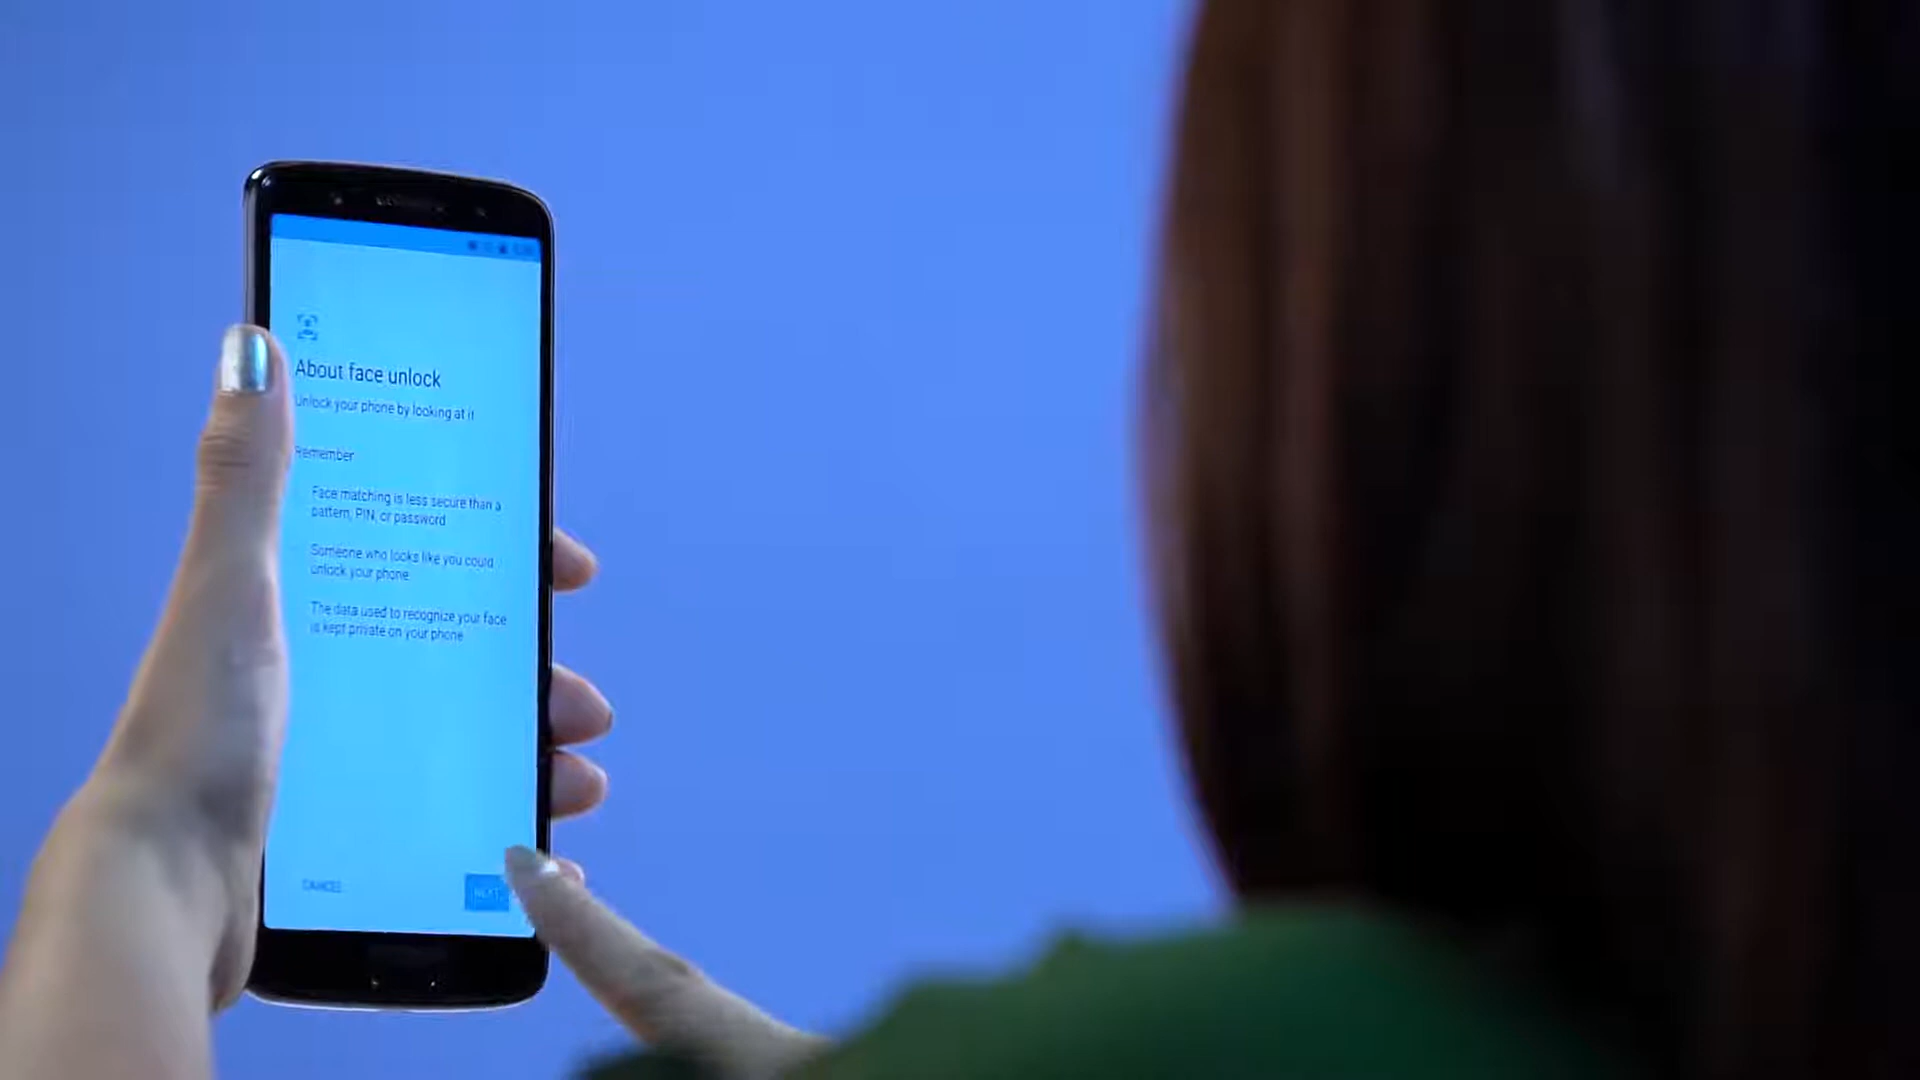 About face unlock
Unlock your phone by looking at it
Remember
Face matching is less secure than a
pattern, PIN, or password
Someone who looks like you could
unlock your phone
The data used to recognize your face
is kept private on your phone
CANCEL
NEXT